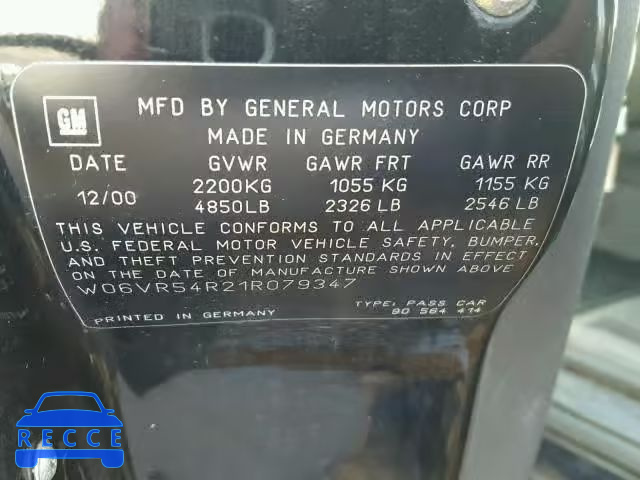 GM
MFD BY GENERAL MOTORS CORP
MADE IN GERMANY
DATE GVWR GAWR FRT GAWR RR
12/00 2200KG 1055 KG 1155 KG
4850LB 2326 LB 2546 LB
THIS VEHICLE CONFORMS TO ALL APPLICABLE
U.S. FEDERAL MOTOR VEHICLE SAFETY, BUMPER,
AND THEFT PREVENTION STANDARDS IN EFFECT
ON THE DATE OF MANUFACTURE SHOWN ABOVE
W06VR54R21R079347
TYPE: PASS CAR
PRINTED IN GERMANY 90 564 414
RECCE